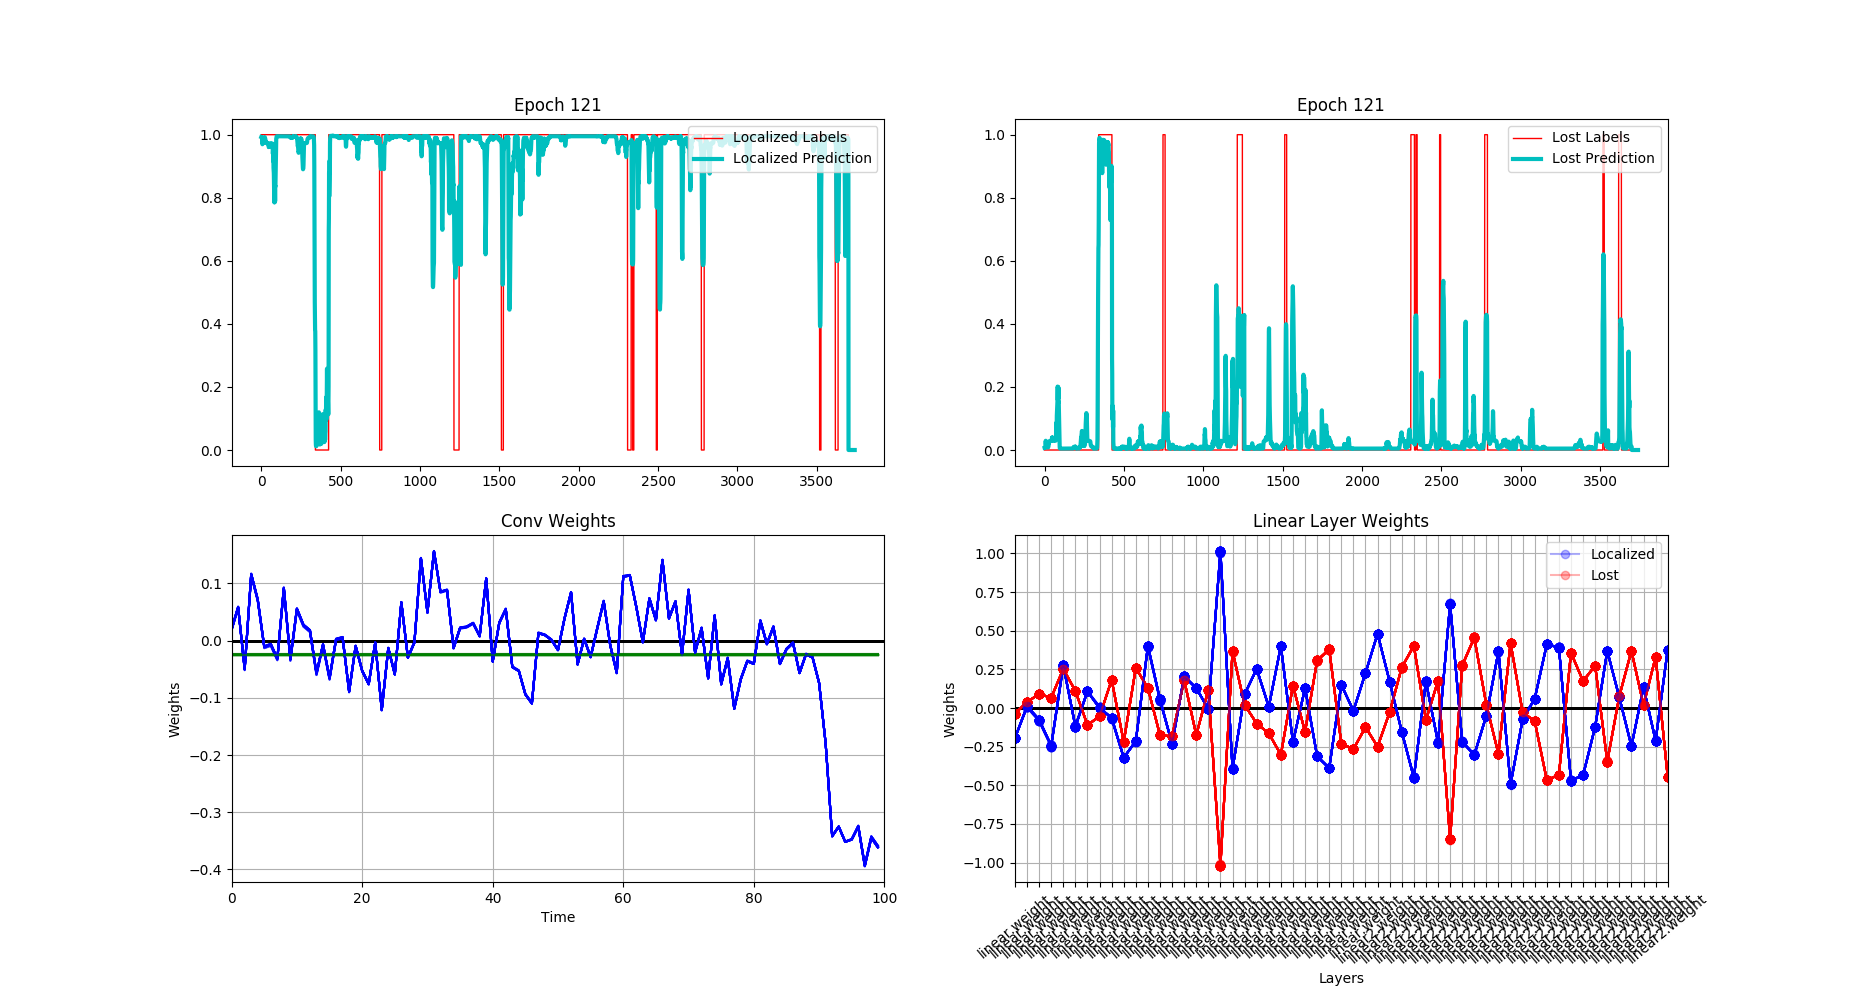 Epoch 121
1.0
0.8
0.6
0.4
0.2
0.0
Localized Labels
Localized Prediction
0 500 1000 1500 2000 2500 3000 3500
Epoch 121
1.0
0.8
0.6
0.4
0.2
0.0
Lost Labels
Lost Prediction
0 500 1000 1500 2000 2500 3000 3500
Conv Weights
Weights
0.1
0.0
−0.1
−0.2
−0.3
−0.4
0 20 40 60 80 100
Time
Linear Layer Weights
Weights
1.00
0.75
0.50
0.25
0.00
−0.25
−0.50
−0.75
−1.00
Localized
Lost
linear.weight
linear2.weight
Layers